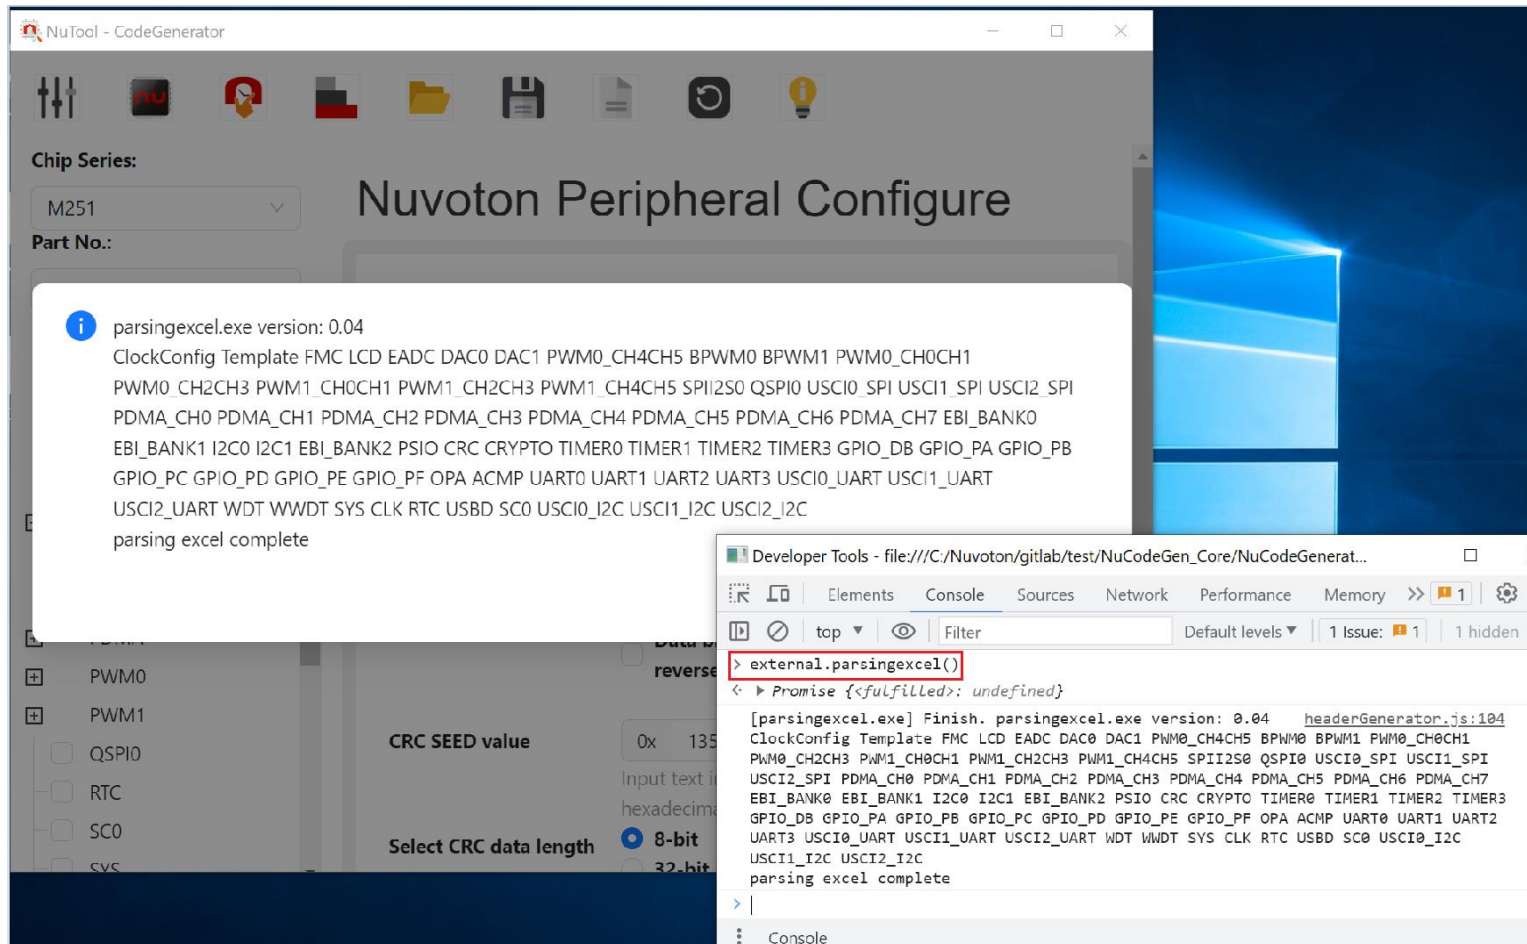 NuTool - CodeGenerator
nu
Chip Series:
M251
Part No.:
Nuvoton Peripheral Configure
parsingexcel.exe version: 0.04
ClockConfig Template FMC LCD EADC DAC0 DAC1 PWM0_CH4CH5 BPWM0 BPWM1 PWM0_CH0CH1
PWM0_CH2CH3 PWM1_CH0CH1 PWM1_CH2CH3 PWM1_CH4CH5 SPII2S0 QSPI0 USCI0_SPI USCI1_SPI USCI2_SPI
PDMA_CH0 PDMA_CH1 PDMA_CH2 PDMA_CH3 PDMA_CH4 PDMA_CH5 PDMA_CH6 PDMA_CH7 EBI_BANK0
EBI_BANK1 I2C0 I2C1 EBI_BANK2 PSIO CRC CRYPTO TIMER0 TIMER1 TIMER2 TIMER3 GPIO_DB GPIO_PA GPIO_PB
GPIO_PC GPIO_PD GPIO_PE GPIO_PF OPA ACMP UART0 UART1 UART2 UART3 USCI0_UART USCI1_UART
USCI2_UART WDT WWDT SYS CLK RTC USBD SC0 USCI0_I2C USCI1_I2C USCI2_I2C
parsing excel complete
PWM0
PWM1
QSPI0
RTC
SC0
SYS
reverse
CRC SEED value
0x 135
Input text i
hexadecima
Select CRC data length
8-bit
32-bit
Developer Tools - file:///C:/Nuvoton/gitlab/test/NuCodeGen_Core/NuCodeGenerat...
Elements Console Sources Network Performance Memory 1
top Filter Default levels 1 Issue: 1 1 hidden
> external.parsingexcel()
Promise {<fulfilled>: undefined}
[parsingexcel.exe] Finish. parsingexcel.exe version: 0.04 headerGenerator.js:104
ClockConfig Template FMC LCD EADC DAC0 DAC1 PWM0_CH4CH5 BPWM0 BPWM1 PWM0_CH0CH1
PWM0_CH2CH3 PWM1_CH0CH1 PWM1_CH2CH3 PWM1_CH4CH5 SPII2S0 QSPI0 USCI0_SPI USCI1_SPI
USCI2_SPI PDMA_CH0 PDMA_CH1 PDMA_CH2 PDMA_CH3 PDMA_CH4 PDMA_CH5 PDMA_CH6 PDMA_CH7
EBI_BANK0 EBI_BANK1 I2C0 I2C1 EBI_BANK2 PSIO CRC CRYPTO TIMER0 TIMER1 TIMER2 TIMER3
GPIO_DB GPIO_PA GPIO_PB GPIO_PC GPIO_PD GPIO_PE GPIO_PF OPA ACMP UART0 UART1 UART2
UART3 USCI0_UART USCI1_UART USCI2_UART WDT WWDT SYS CLK RTC USBD SC0 USCI0_I2C
USCI1_I2C USCI2_I2C
parsing excel complete
>
Console